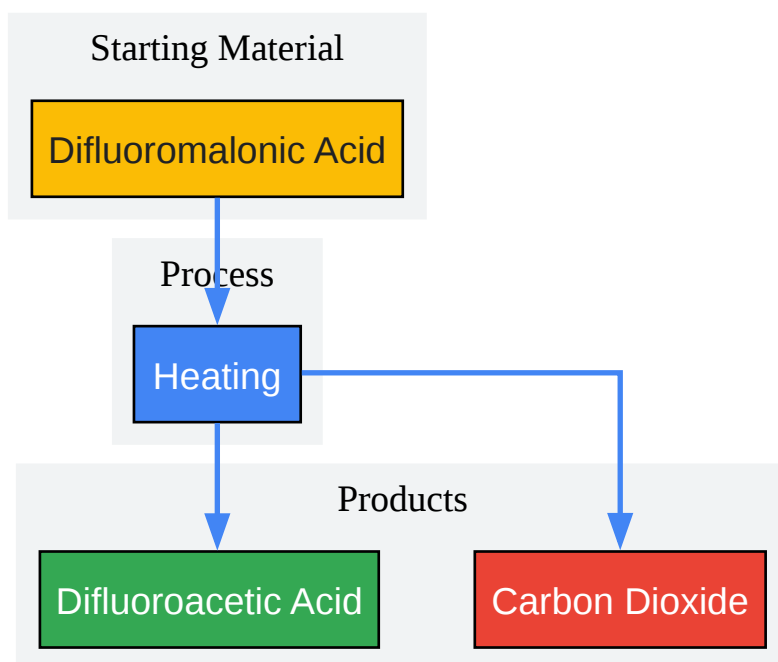 Starting Material
Difluoromalonic Acid
Process
Heating
Products
Difluoroacetic Acid
Carbon Dioxide